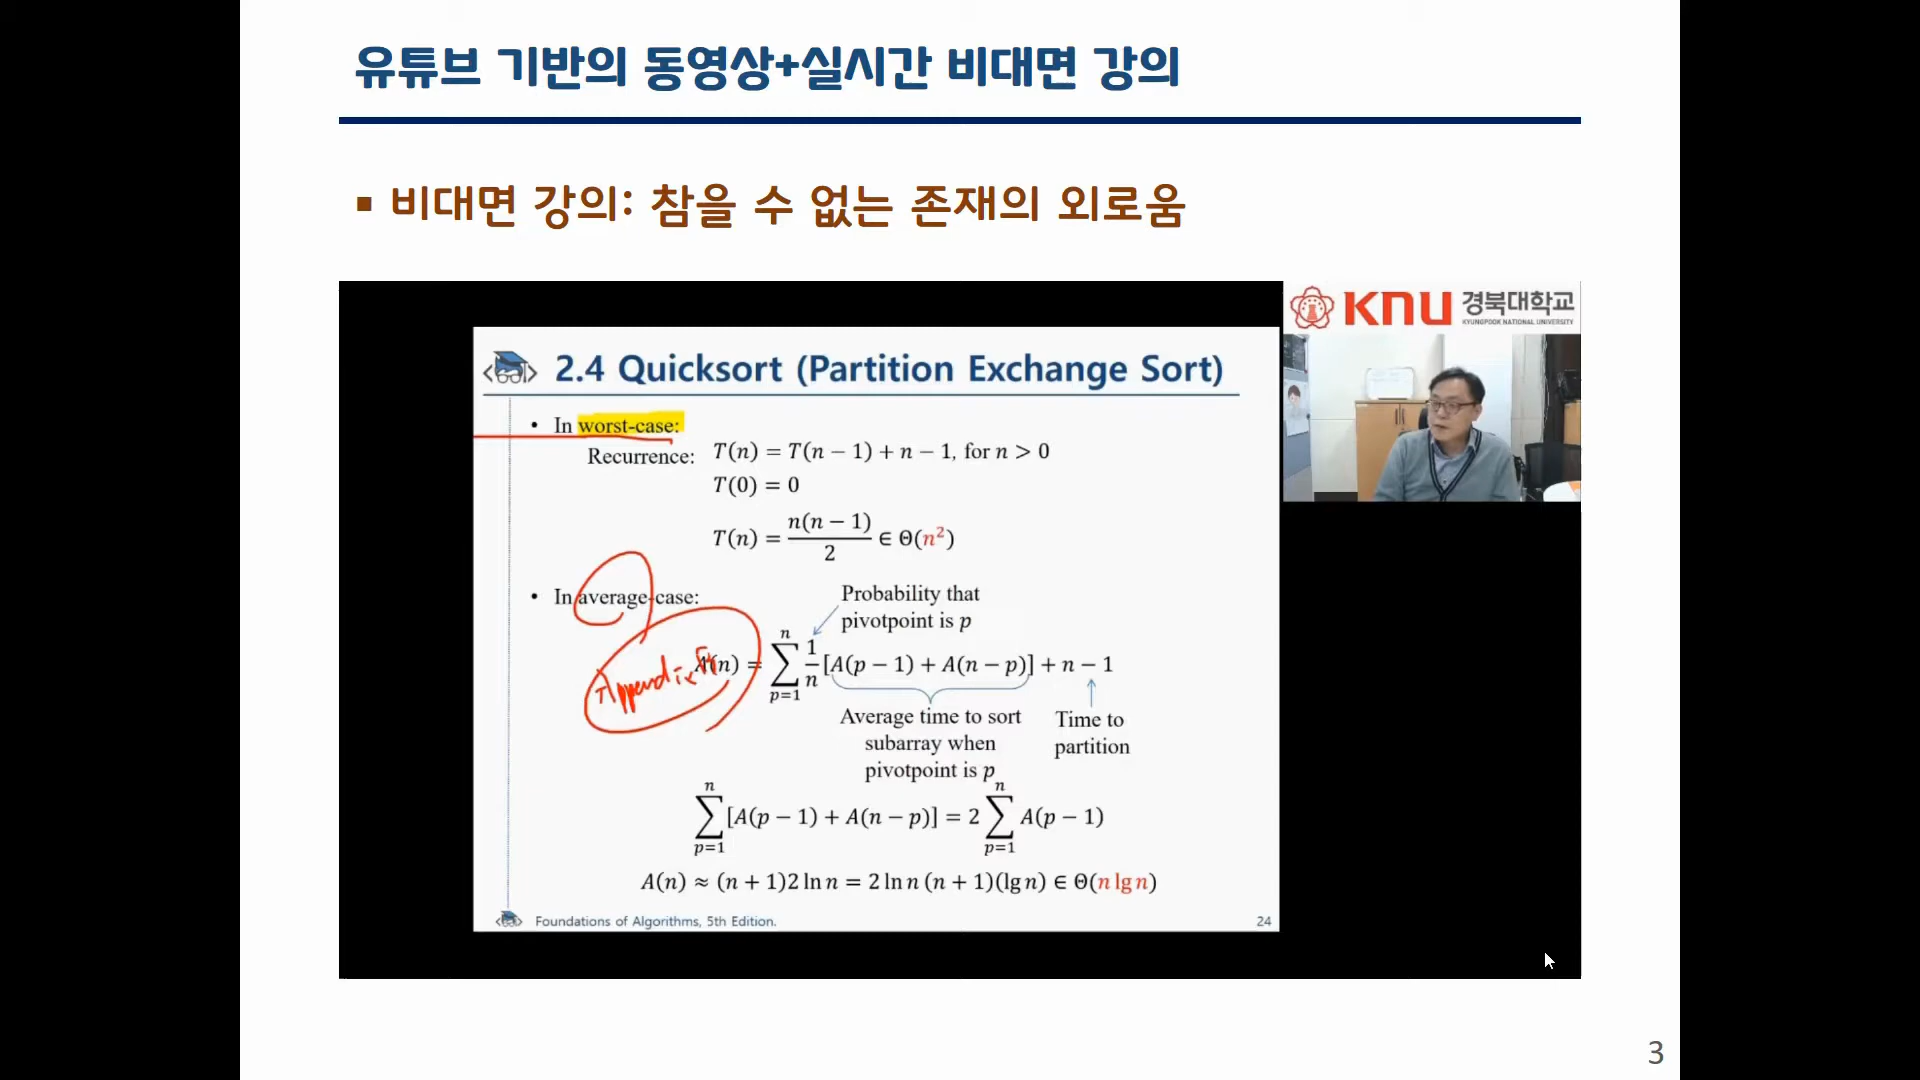 유튜브 기반의 동영상+실시간 비대면 강의
▪ 비대면 강의: 참을 수 없는 존재의 외로움
KNU 경북대학교
KYUNGPOOK NATIONAL UNIVERSITY
2.4 Quicksort (Partition Exchange Sort)
• In worst-case:
Recurrence: T(n) = T(n − 1) + n − 1, for n > 0
T(0) = 0
T(n) = n(n − 1)/2 ∈ Θ(n²)
• In average-case:
Probability that
pivotpoint is p
A(n) = ∑_{p=1}^{n} 1/n [A(p − 1) + A(n − p)] + n − 1
Appendix
Average time to sort
subarray when
pivotpoint is p
Time to
partition
∑_{p=1}^{n} [A(p − 1) + A(n − p)] = 2 ∑_{p=1}^{n} A(p − 1)
A(n) ≈ (n + 1)2 ln n = 2 ln n (n + 1)(lg n) ∈ Θ(n lg n)
Foundations of Algorithms, 5th Edition.
24
3